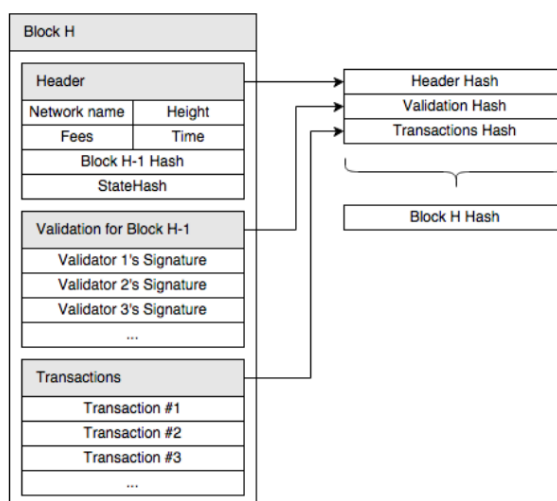 Block H
Header
Network name Height
Fees Time
Block H-1 Hash
StateHash
Validation for Block H-1
Validator 1's Signature
Validator 2's Signature
Validator 3's Signature
...
Transactions
Transaction #1
Transaction #2
Transaction #3
...
Header Hash
Validation Hash
Transactions Hash
Block H Hash